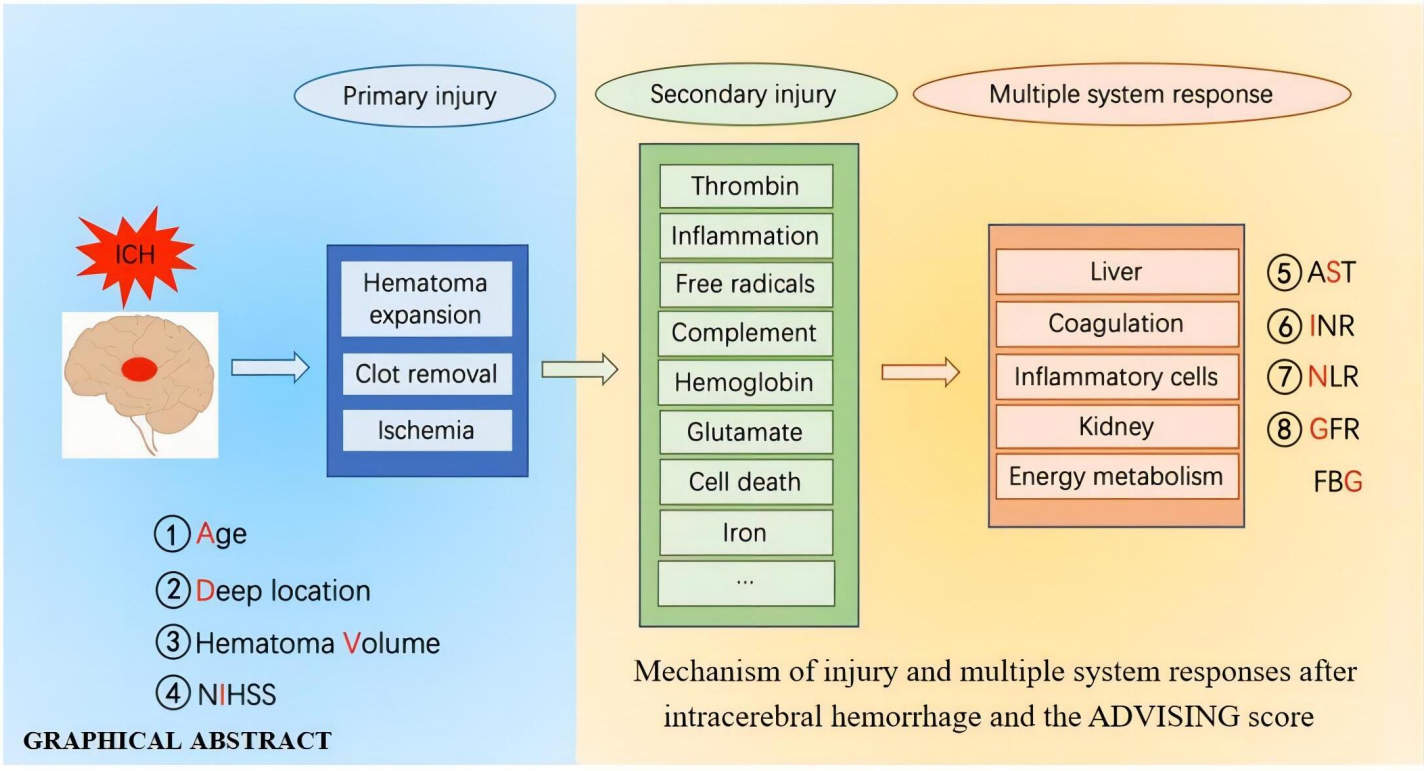 Primary injury
Secondary injury
Multiple system response
ICH
Hematoma
expansion
Clot removal
Ischemia
Thrombin
Inflammation
Free radicals
Complement
Hemoglobin
Glutamate
Cell death
Iron
...
Liver
Coagulation
Inflammatory cells
Kidney
Energy metabolism
⑤ AST
⑥ INR
⑦ NLR
⑧ GFR
FBG
① Age
② Deep location
③ Hematoma Volume
④ NIHSS
GRAPHICAL ABSTRACT
Mechanism of injury and multiple system responses after
intracerebral hemorrhage and the ADVISING score